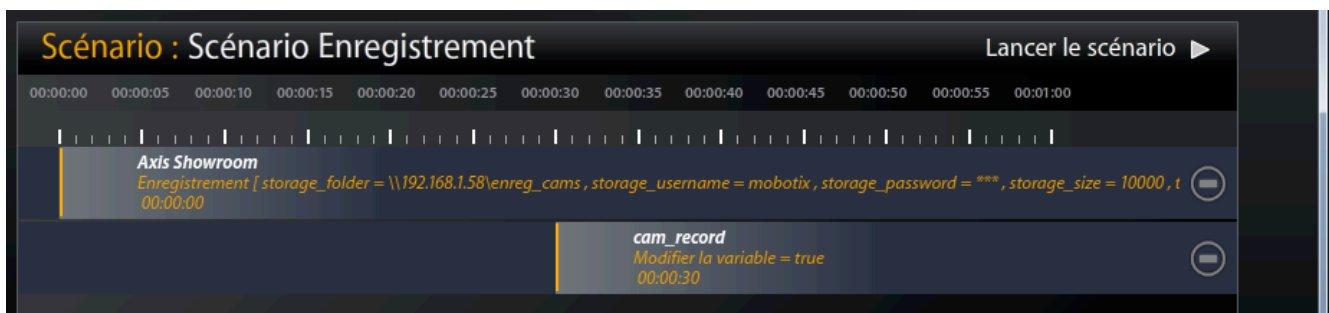 Scénario : Scénario Enregistrement
Lancer le scénario
00:00:00 00:00:05 00:00:10 00:00:15 00:00:20 00:00:25 00:00:30 00:00:35 00:00:40 00:00:45 00:00:50 00:00:55 00:01:00
Axis Showroom
Enregistrement [ storage_folder = \\192.168.1.58\enreg_cams , storage_username = mobotix , storage_password = *** , storage_size = 10000 , t
00:00:00
cam_record
Modifier la variable = true
00:00:30